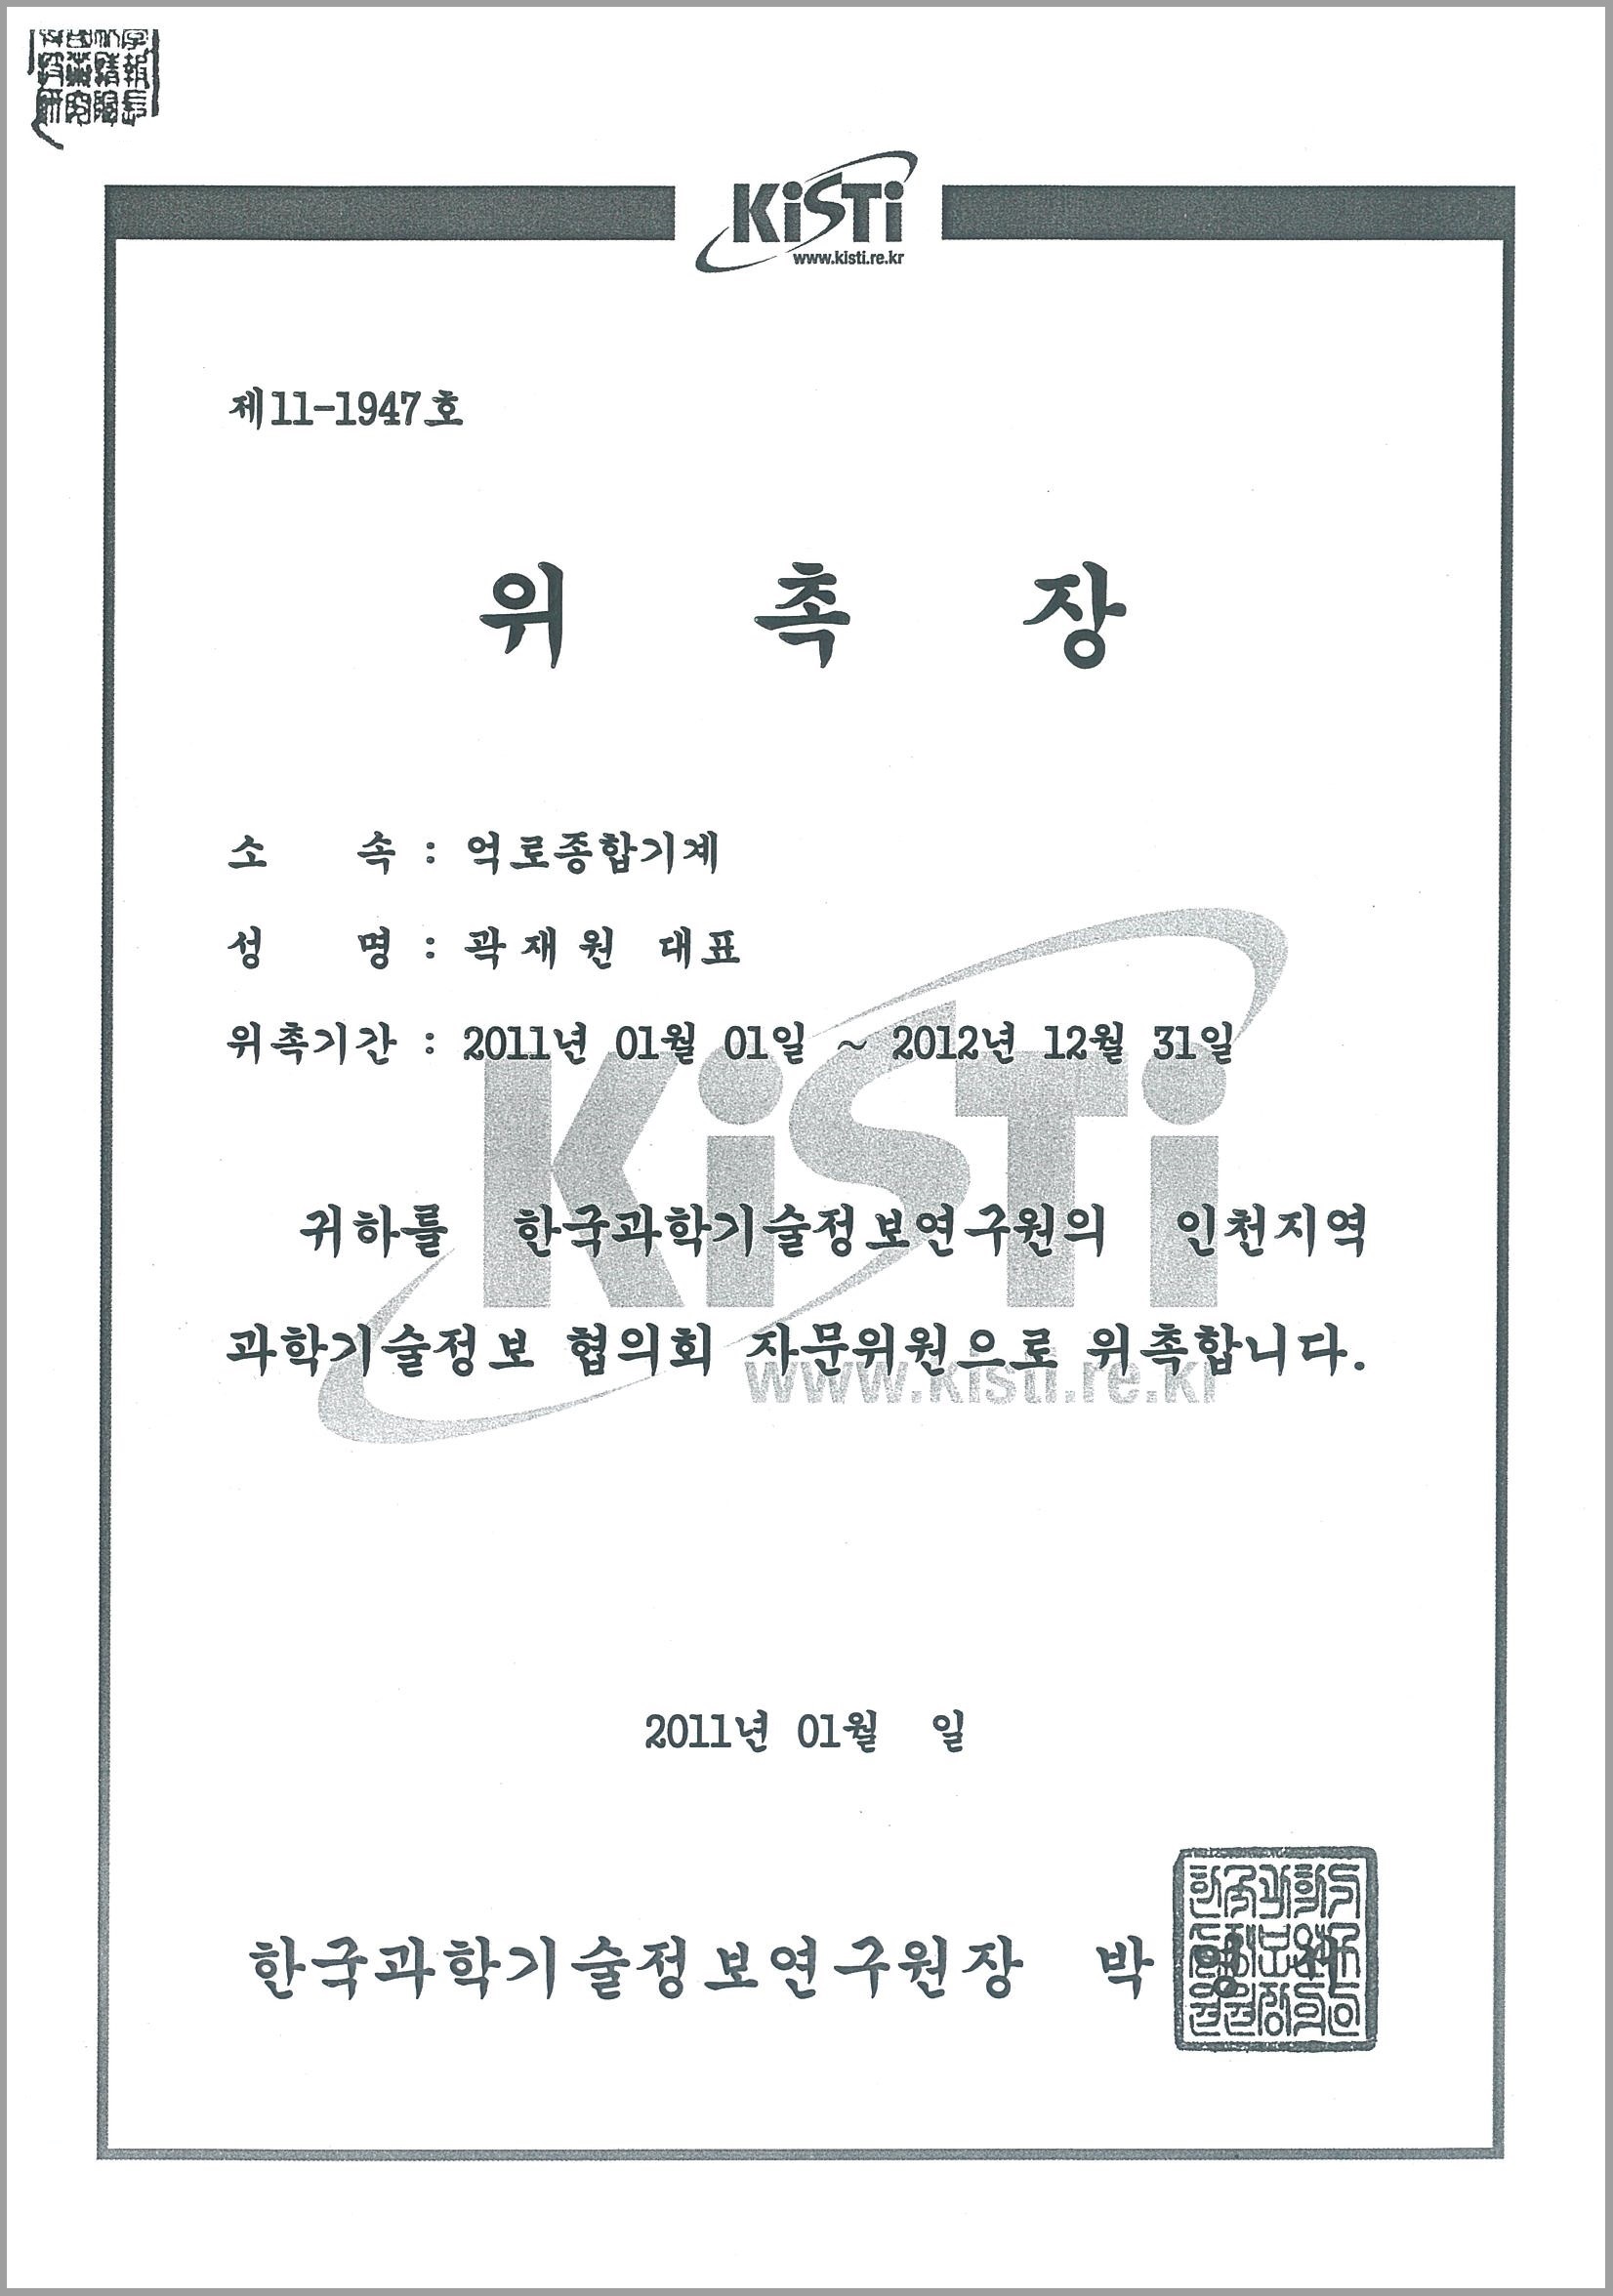 KiSTi
www.kisti.re.kr
제11-1947호
위 촉 장
소 속 : 억로종합기계
성 명 : 곽재원 대표
위촉기간 : 2011년 01월 01일 ~ 2012년 12월 31일
귀하를 한국과학기술정보연구원의 인천지역
과학기술정보 협의회 자문위원으로 위촉합니다.
KiSTi
www.kisti.re.kr
2011년 01월 일
한국과학기술정보연구원장 박